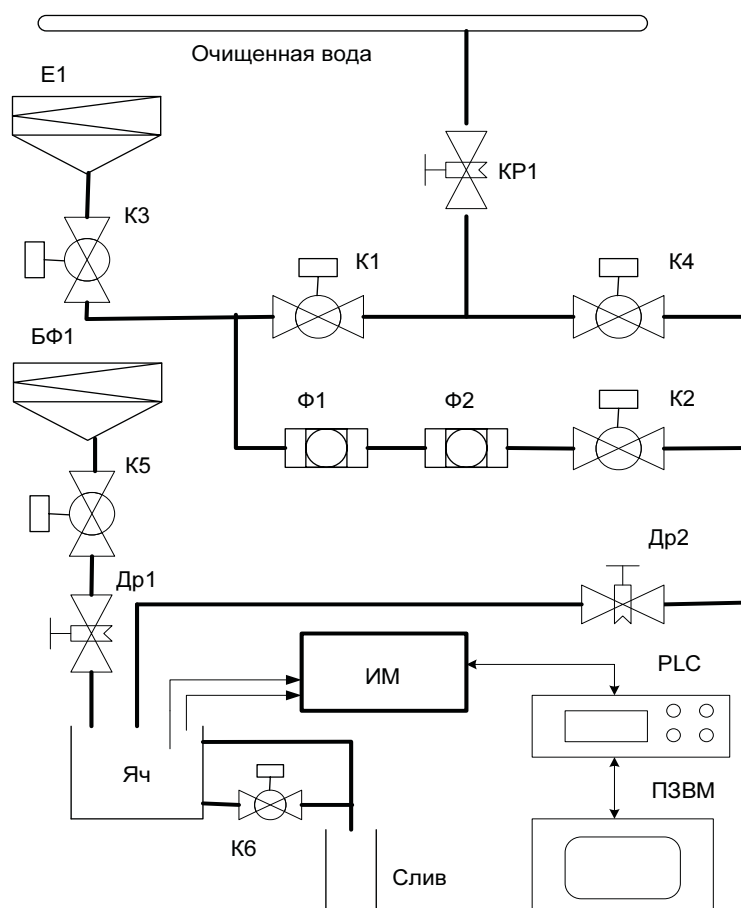 Очищенная вода
Е1
КР1
К3
К1
К4
БФ1
Ф1
Ф2
К2
К5
Др1
Др2
ИМ
PLC
Яч
ПЗВМ
К6
Слив